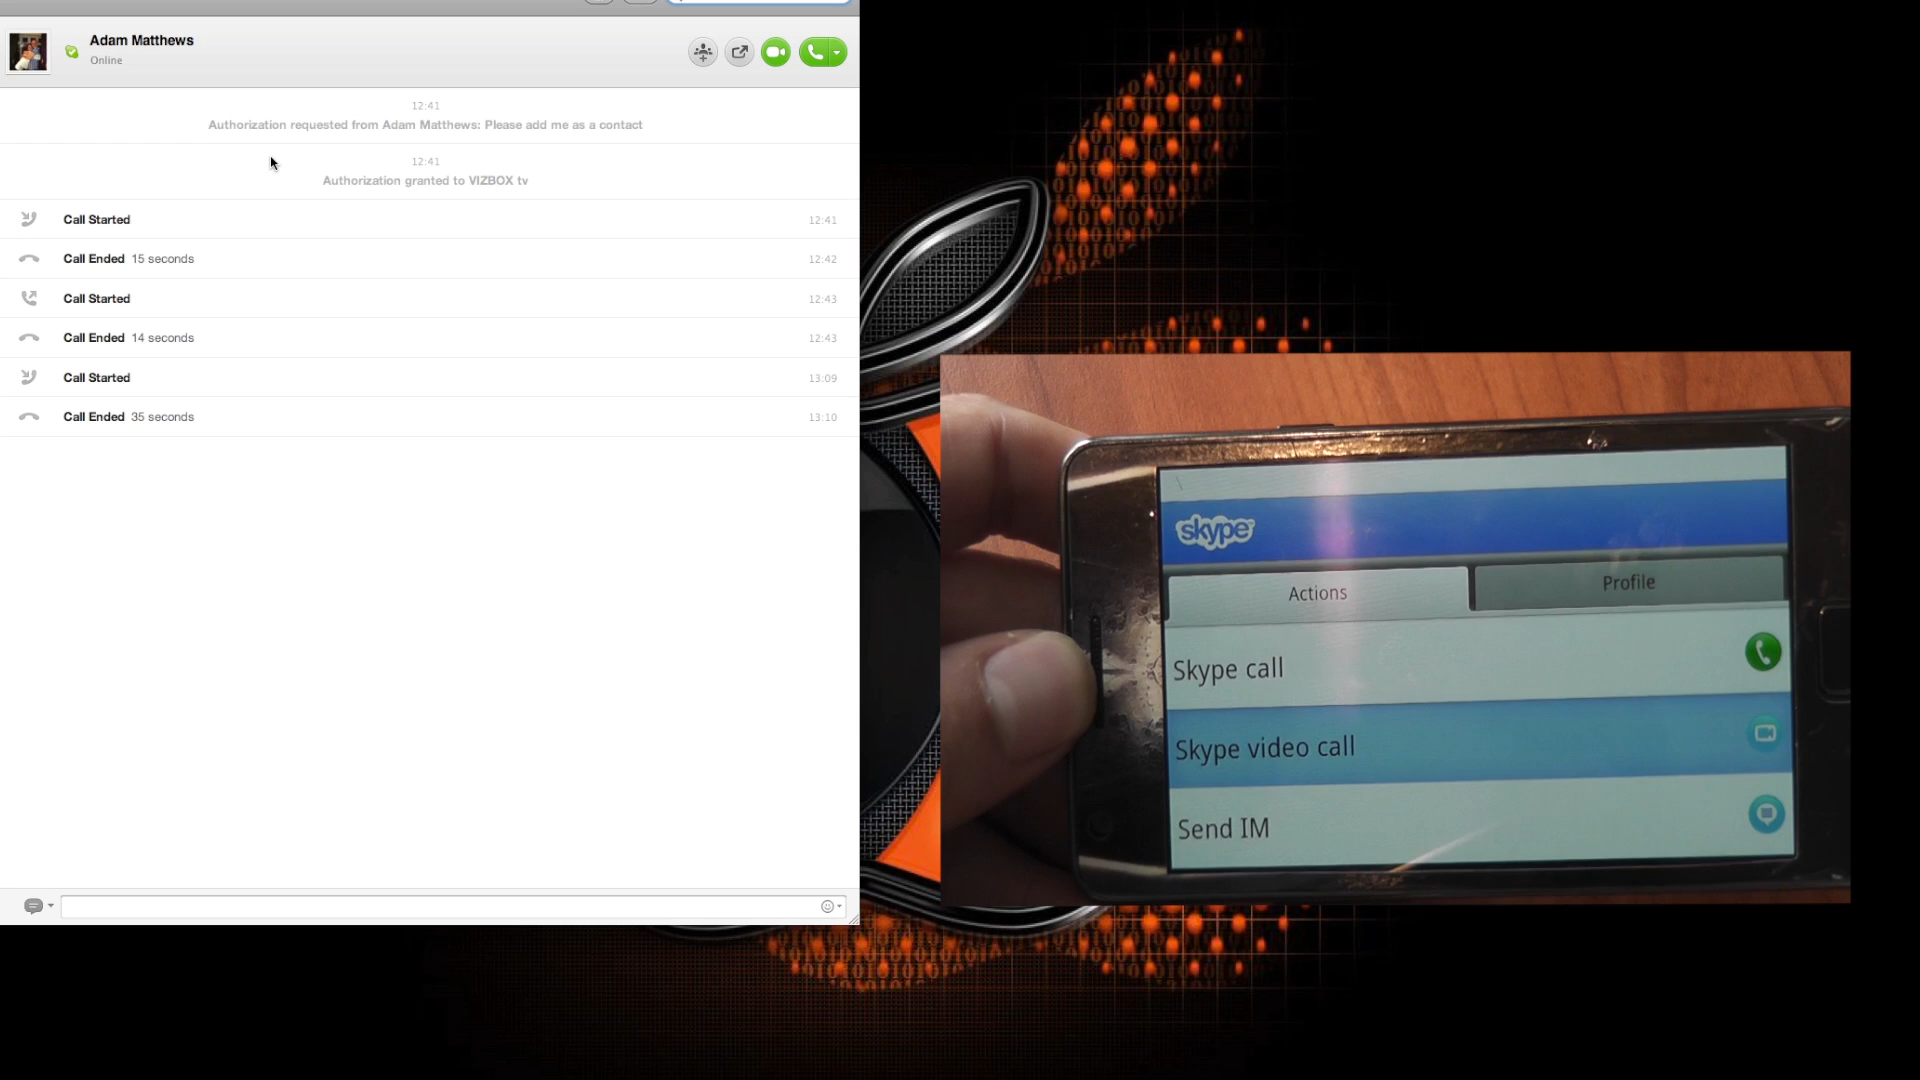 Adam Matthews
Online
12:41
Authorization requested from Adam Matthews: Please add me as a contact
12:41
Authorization granted to VIZBOX tv
Call Started 12:41
Call Ended 15 seconds 12:42
Call Started 12:43
Call Ended 14 seconds 12:43
Call Started 13:09
Call Ended 35 seconds 13:10
skype
Actions Profile
Skype call
Skype video call
Send IM